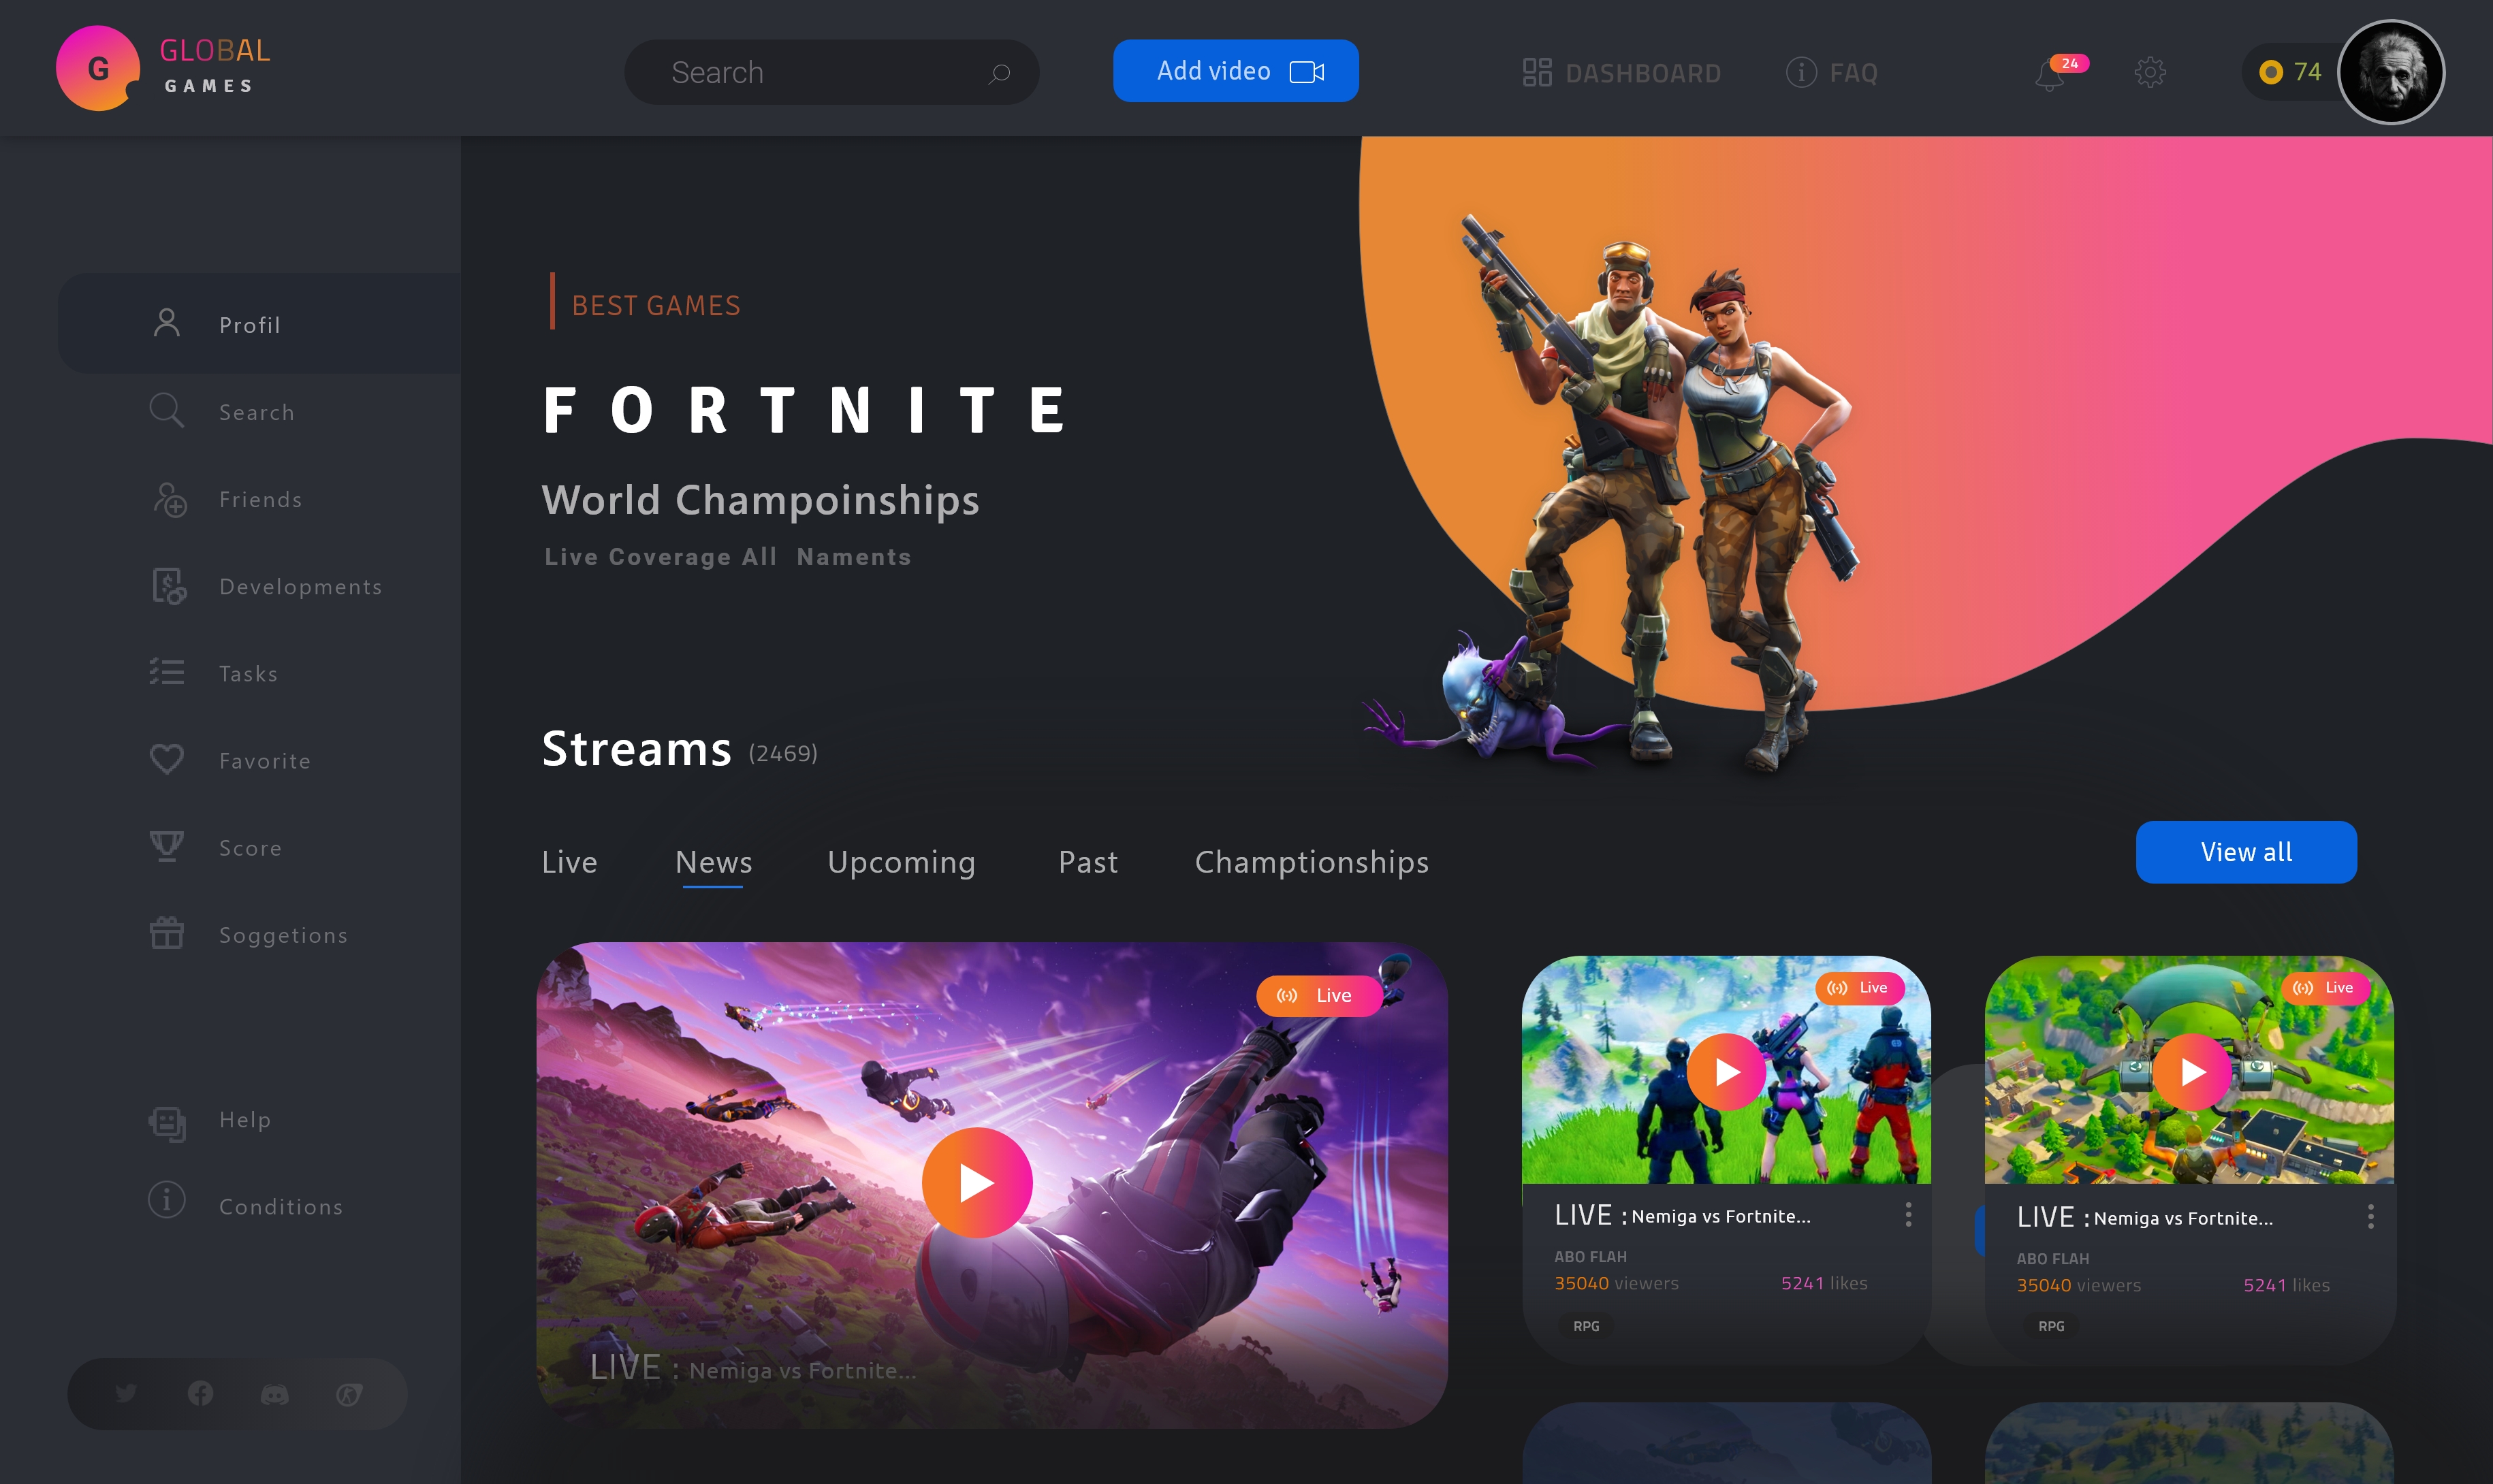 G
GLOBAL
GAMES
Search
Add video
DASHBOARD
FAQ
24
74
Profil
Search
Friends
Developments
Tasks
Favorite
Score
Soggetions
Help
Conditions
BEST GAMES
FORTNITE
World Champoinships
Live Coverage All Naments
Streams (2469)
Live News Upcoming Past Champtionships
View all
Live
LIVE : Nemiga vs Fortnite...
Live
LIVE : Nemiga vs Fortnite...
ABO FLAH
35040 viewers 5241 likes
RPG
Live
LIVE : Nemiga vs Fortnite...
ABO FLAH
35040 viewers 5241 likes
RPG